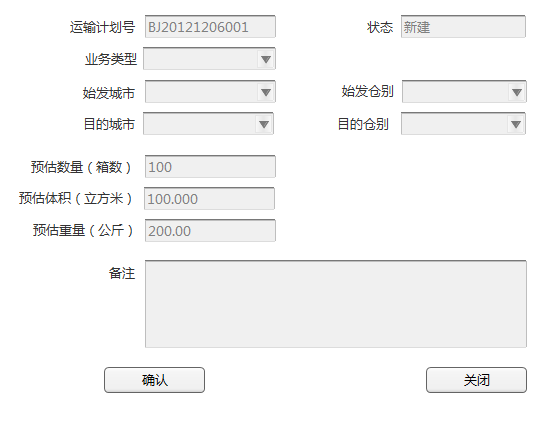 运输计划号 BJ20121206001 状态 新建
业务类型
始发城市 始发仓别
目的城市 目的仓别
预估数量（箱数） 100
预估体积（立方米） 100.000
预估重量（公斤） 200.00
备注
确认 关闭